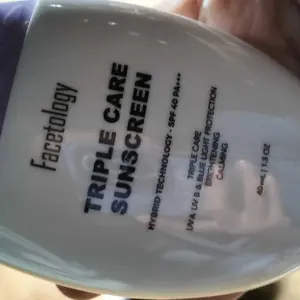 Facetology
TRIPLE CARE
SUNSCREEN
HYBRID TECHNOLOGY - SPF 40 PA+++
TRIPLE CARE
UVA UV B & BLUE LIGHT PROTECTION
BRIGHTENING
CALMING
40 mL | 1.3 OZ